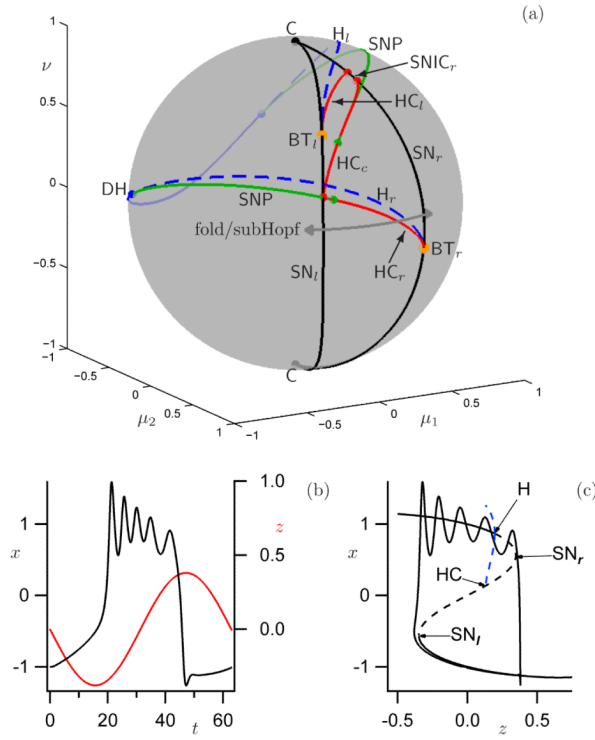 (a)
1
C
H_l
SNP
SNIC_r
ν
0.5
HC_l
BT_l
HC_c
SN_r
0
DH
SNP
H_r
fold/subHopf
−0.5
SN_l
HC_r
BT_r
−1
−1
C
−0.5
0
μ_2
0.5
1
−1
−0.5
0
μ_1
0.5
1
(b)
1.0
1
z
x
0.5
0
0.0
-1
0
20
40
60
t
(c)
H
1
x
SN_r
HC
0
SN_l
-1
-0.5
0.0
0.5
z